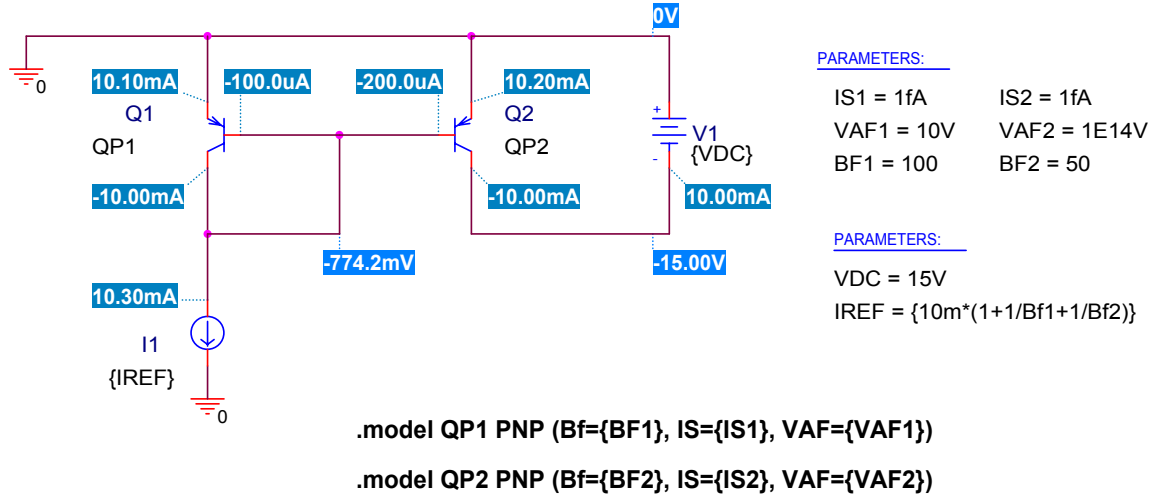 0V
0
10.10mA
-100.0uA
-200.0uA
10.20mA
Q1
QP1
Q2
QP2
+
-
V1
{VDC}
-10.00mA
-10.00mA
10.00mA
-774.2mV
-15.00V
10.30mA
I1
{IREF}
0
PARAMETERS:
IS1 = 1fA IS2 = 1fA
VAF1 = 10V VAF2 = 1E14V
BF1 = 100 BF2 = 50
PARAMETERS:
VDC = 15V
IREF = {10m*(1+1/Bf1+1/Bf2)}
.model QP1 PNP (Bf={BF1}, IS={IS1}, VAF={VAF1})
.model QP2 PNP (Bf={BF2}, IS={IS2}, VAF={VAF2})